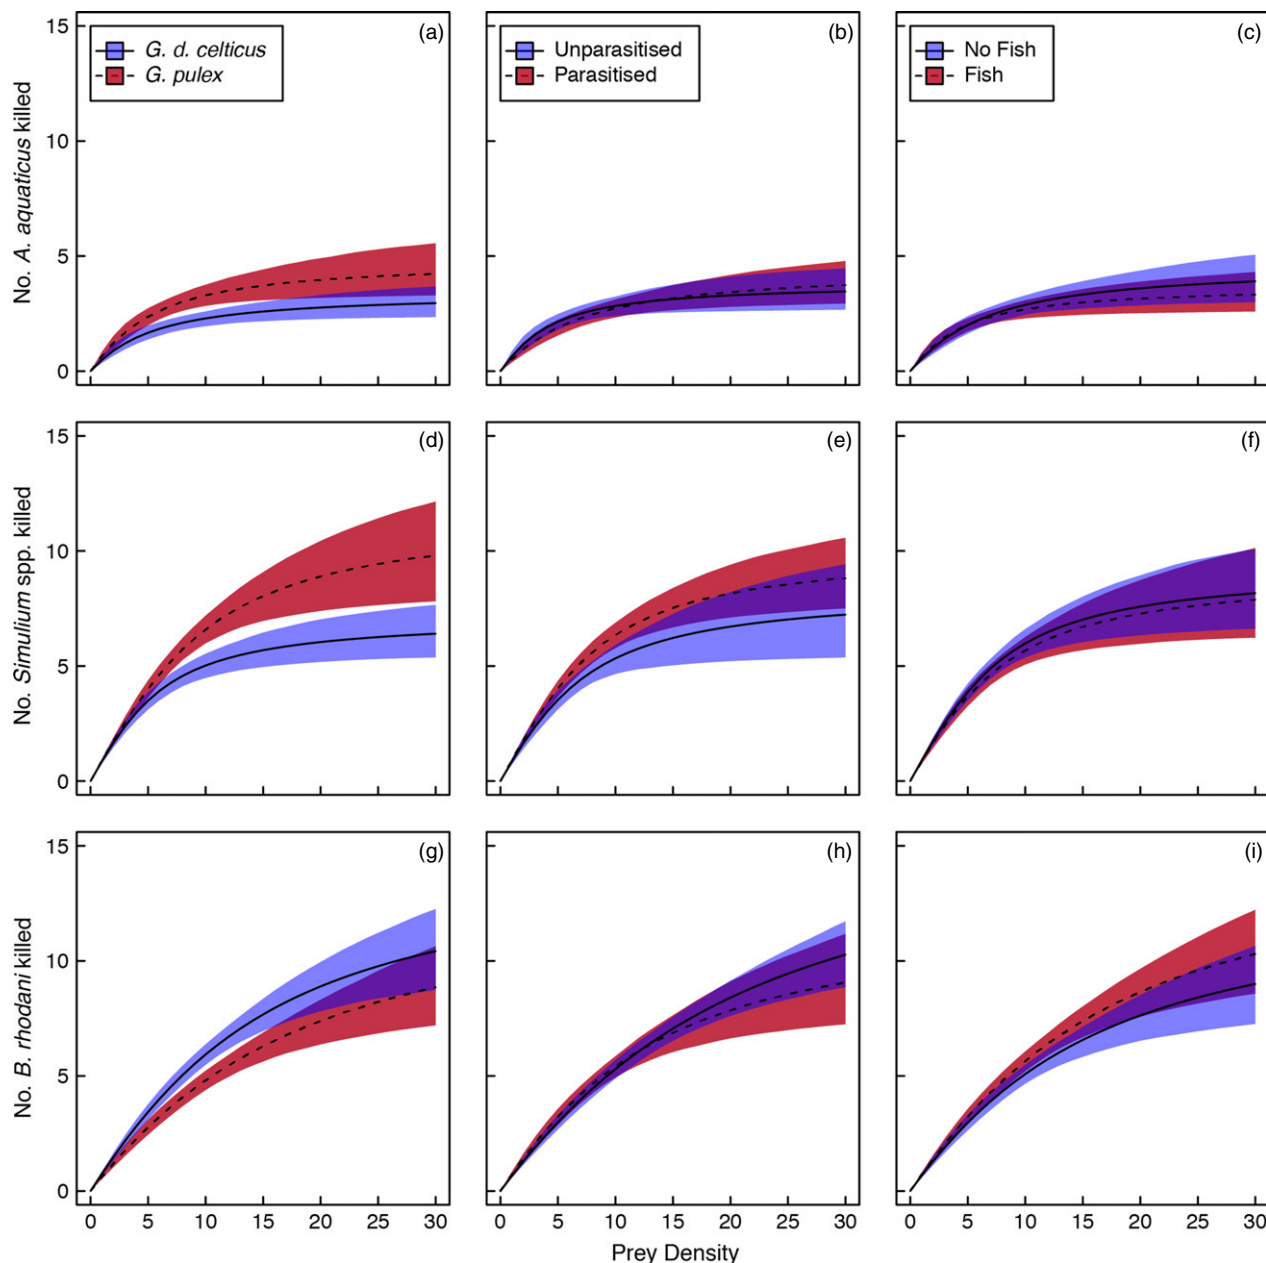 15
10
5
0
No. A. aquaticus killed
G. d. celticus
G. pulex
(a)
Unparasitised
Parasitised
(b)
No Fish
Fish
(c)
15
10
5
0
No. Simulium spp. killed
(d)
(e)
(f)
15
10
5
0
No. B. rhodani killed
(g)
(h)
(i)
0 5 10 15 20 25 30
0 5 10 15 20 25 30
0 5 10 15 20 25 30
Prey Density